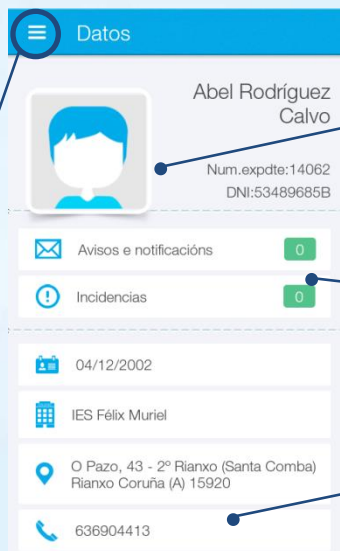 Datos
Abel Rodríguez
Calvo
Num.expdte:14062
DNI:53489685B
Avisos e notificacións 0
Incidencias 0
04/12/2002
IES Félix Muriel
O Pazo, 43 - 2º Rianxo (Santa Comba)
Rianxo Coruña (A) 15920
636904413